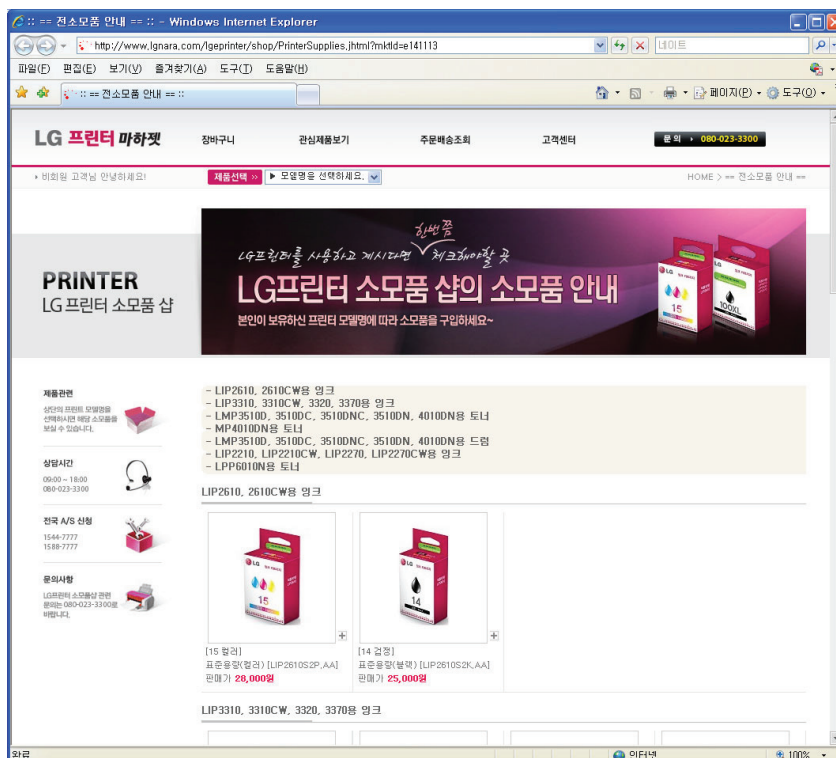 :: == 전소모품 안내 == :: - Windows Internet Explorer
http://www.lgnara.com/lgeprinter/shop/PrinterSupplies.jhtml?mktId=e141113
네이트
파일(F) 편집(E) 보기(V) 즐겨찾기(A) 도구(T) 도움말(H)
:: == 전소모품 안내 == ::
페이지(P) 도구(O)
LG 프린터 마하젯 장바구니 관심제품보기 주문배송조회 고객센터 문의 080-023-3300
비회원 고객님 안녕하세요! 제품선택 >> ▶ 모델명을 선택하세요. HOME > == 전소모품 안내 ==
한번쯤
LG프린터를 사용하고 계시다면 체크해야할 곳
PRINTER
LG 프린터 소모품 샵
LG프린터 소모품 샵의 소모품 안내
본인이 보유하신 프린터 모델명에 따라 소모품을 구입하세요~
LG
15
LG
100XL
제품관련
상단의 프린트 모델명을
선택하시면 해당 소모품을
보실 수 있습니다.
상담시간
09:00 ~ 18:00
080-023-3300
전국 A/S 신청
1544-7777
1588-7777
문의사항
LG프린터 소모품샵 관련
문의는 080-023-3300로
바랍니다.
- LIP2610, 2610CW용 잉크
- LIP3310, 3310CW, 3320, 3370용 잉크
- LMP3510D, 3510DC, 3510DNC, 3510DN, 4010DN용 토너
- MP4010DN용 토너
- LMP3510D, 3510DC, 3510DNC, 3510DN, 4010DN용 드럼
- LIP2210, LIP2210CW, LIP2270, LIP2270CW용 잉크
- LPP6010N용 토너
LIP2610, 2610CW용 잉크
LG
15
LG
14
[15 컬러]
표준용량(컬러) [LIP2610S2P.AA]
판매가 28,000원
[14 검정]
표준용량(블랙) [LIP2610S2K.AA]
판매가 25,000원
LIP3310, 3310CW, 3320, 3370용 잉크
완료 인터넷 100%